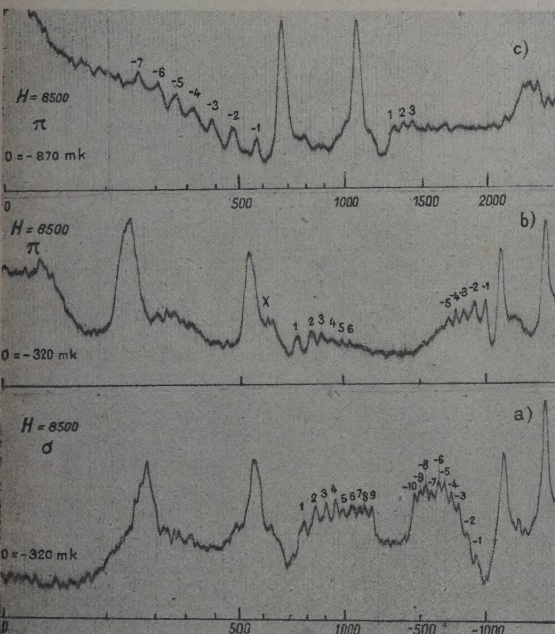 c)
-7 -6 -5 -4 -3 -2 -1
1 2 3
H = 8500
π
0 = -870 mk
0 500 1000 1500 2000
b)
H = 8500
π
X
1 2 3 4 5 6
-5 -4 -3 -2 -1
0 = -320 mk
a)
H = 8500
σ
1 2 3 4 5 6 7 8 9
-10 -9 -8 -7 -6 -5 -4 -3 -2 -1
0 = -320 mk
0 500 1000 -500 -1000